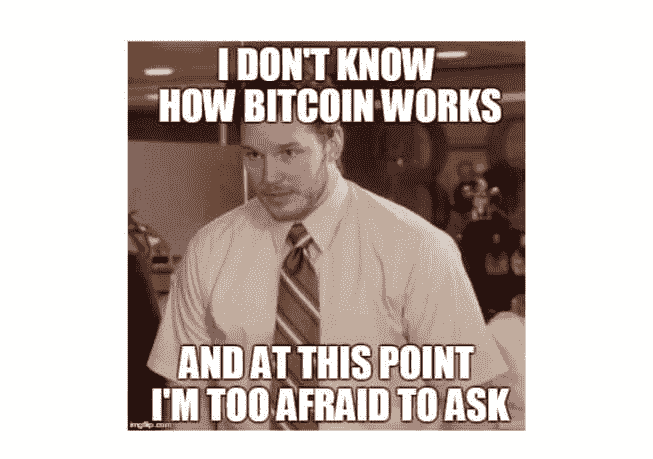 I DON'T KNOW
HOW BITCOIN WORKS
AND AT THIS POINT
I'M TOO AFRAID TO ASK
imgflip.com